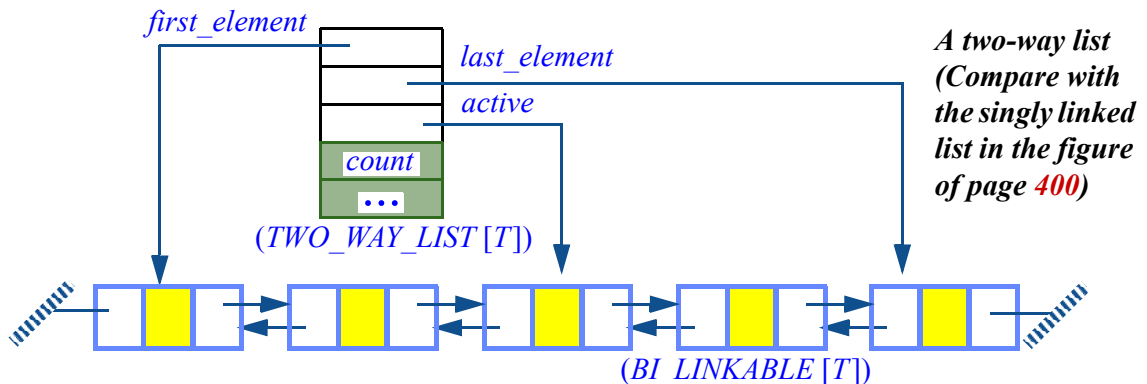 first_element
last_element
active
count
...
(TWO_WAY_LIST [T])
(BI_LINKABLE [T])
A two-way list
(Compare with
the singly linked
list in the figure
of page 400)